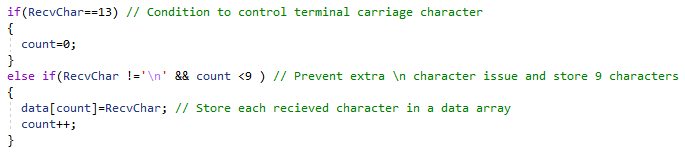 if(RecvChar==13) // Condition to control terminal carriage character
{
  count=0;
}
else if(RecvChar !='\n' && count <9 ) // Prevent extra \n character issue and store 9 characters
{
  data[count]=RecvChar; // Store each recieved character in a data array
  count++;
}